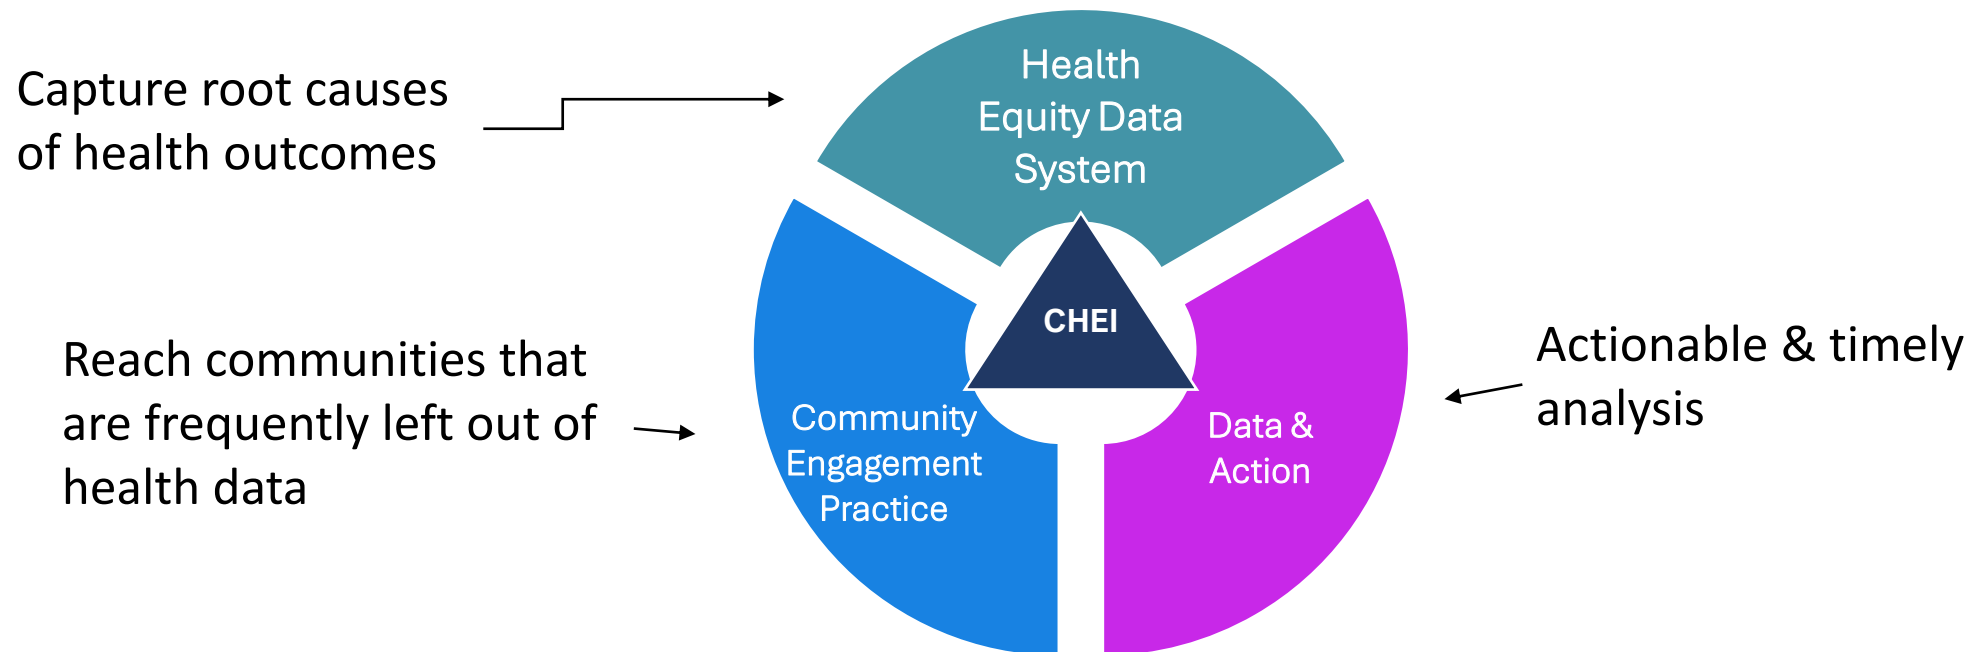 Capture root causes
of health outcomes
Health
Equity Data
System
CHEI
Reach communities that
are frequently left out of
health data
Community
Engagement
Practice
Data &
Action
Actionable & timely
analysis